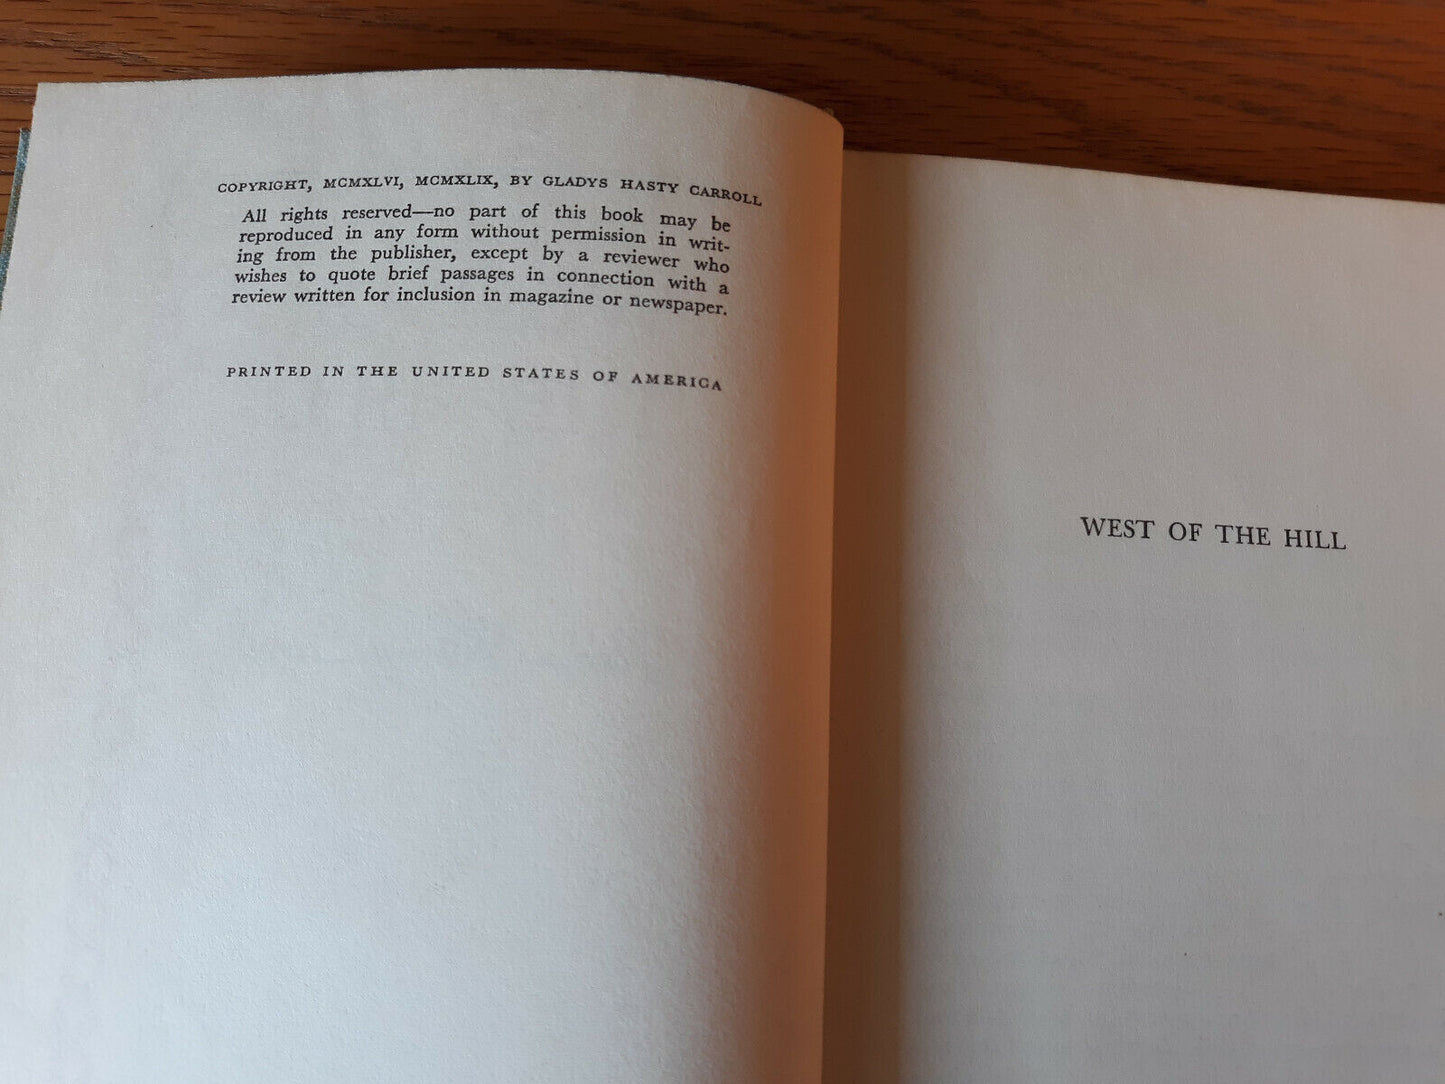 COPYRIGHT, MCMXLVI, MCMXLIX, BY GLADYS HASTY CARROLL
All rights reserved—no part of this book may be
reproduced in any form without permission in writ-
ing from the publisher, except by a reviewer who
wishes to quote brief passages in connection with a
review written for inclusion in magazine or newspaper.
PRINTED IN THE UNITED STATES OF AMERICA
WEST OF THE HILL